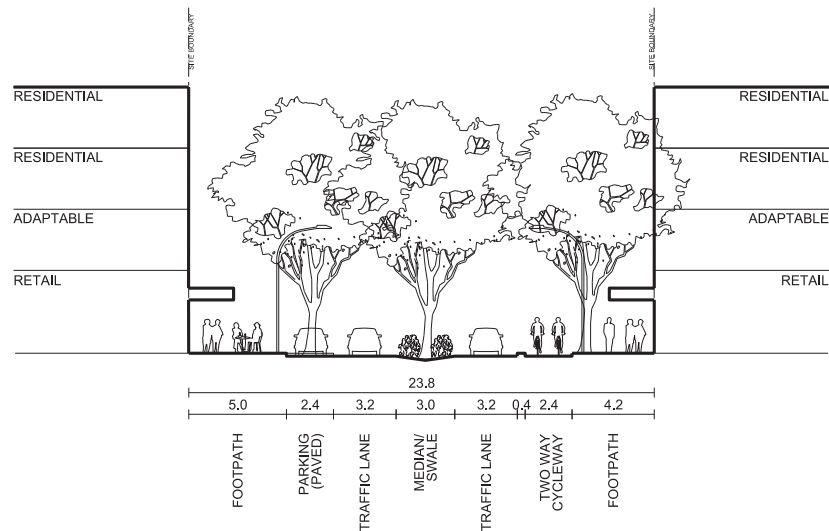 SITE BOUNDARY
SITE BOUNDARY
RESIDENTIAL
RESIDENTIAL
RESIDENTIAL
RESIDENTIAL
ADAPTABLE
ADAPTABLE
RETAIL
RETAIL
23.8
5.0
2.4
3.2
3.0
3.2
0.4
2.4
4.2
FOOTPATH
PARKING
(PAVED)
TRAFFIC LANE
MEDIAN/
SWALE
TRAFFIC LANE
TWO WAY
CYCLEWAY
FOOTPATH